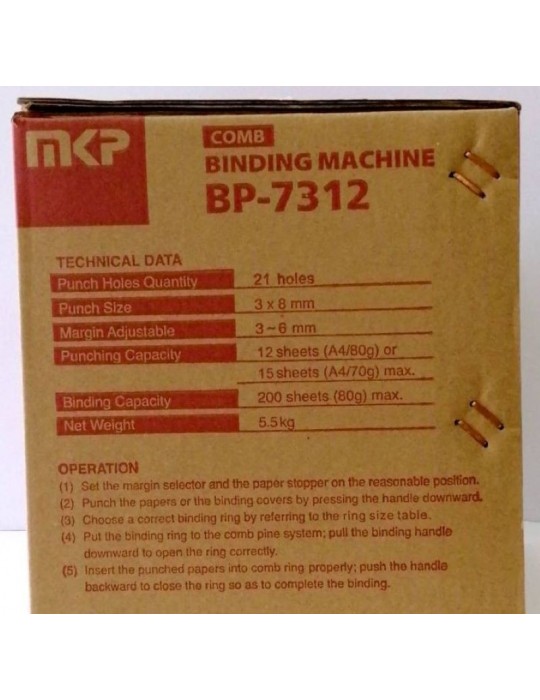 MKP
COMB
BINDING MACHINE
BP-7312
TECHNICAL DATA
Punch Holes Quantity 21 holes
Punch Size 3 x 8 mm
Margin Adjustable 3~6 mm
Punching Capacity 12 sheets (A4/80g) or
15 sheets (A4/70g) max.
Binding Capacity 200 sheets (80g) max.
Net Weight 5.5kg
OPERATION
(1) Set the margin selector and the paper stopper on the reasonable position.
(2) Punch the papers or the binding covers by pressing the handle downward.
(3) Choose a correct binding ring by referring to the ring size table.
(4) Put the binding ring to the comb pine system; pull the binding handle
downward to open the ring correctly.
(5) Insert the punched papers into comb ring properly; push the handle
backward to close the ring so as to complete the binding.